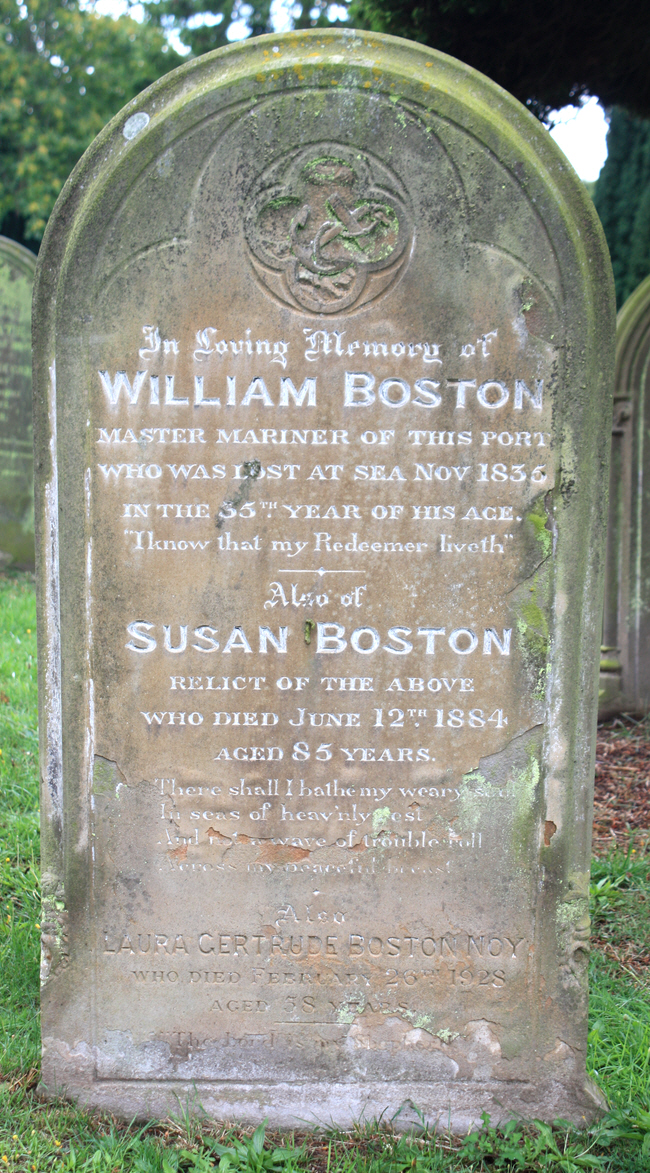 In Loving Memory of
WILLIAM BOSTON
MASTER MARINER OF THIS PORT
WHO WAS LOST AT SEA NOV 1835
IN THE 35TH YEAR OF HIS AGE.
"I know that my Redeemer liveth"
Also of
SUSAN BOSTON
RELICT OF THE ABOVE
WHO DIED JUNE 12TH 1884
AGED 85 YEARS.
There shall I bathe my weary soul
In seas of heav'nly rest
And not a wave of trouble roll
Across my peaceful breast
Also
LAURA GERTRUDE BOSTON NOY
WHO DIED FEBRUARY 26TH 1928
AGED 58 YEARS
"The Lord is my